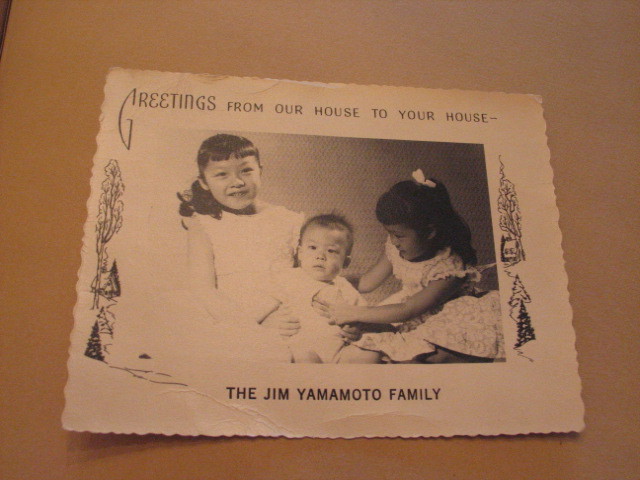 GREETINGS FROM OUR HOUSE TO YOUR HOUSE-
THE JIM YAMAMOTO FAMILY